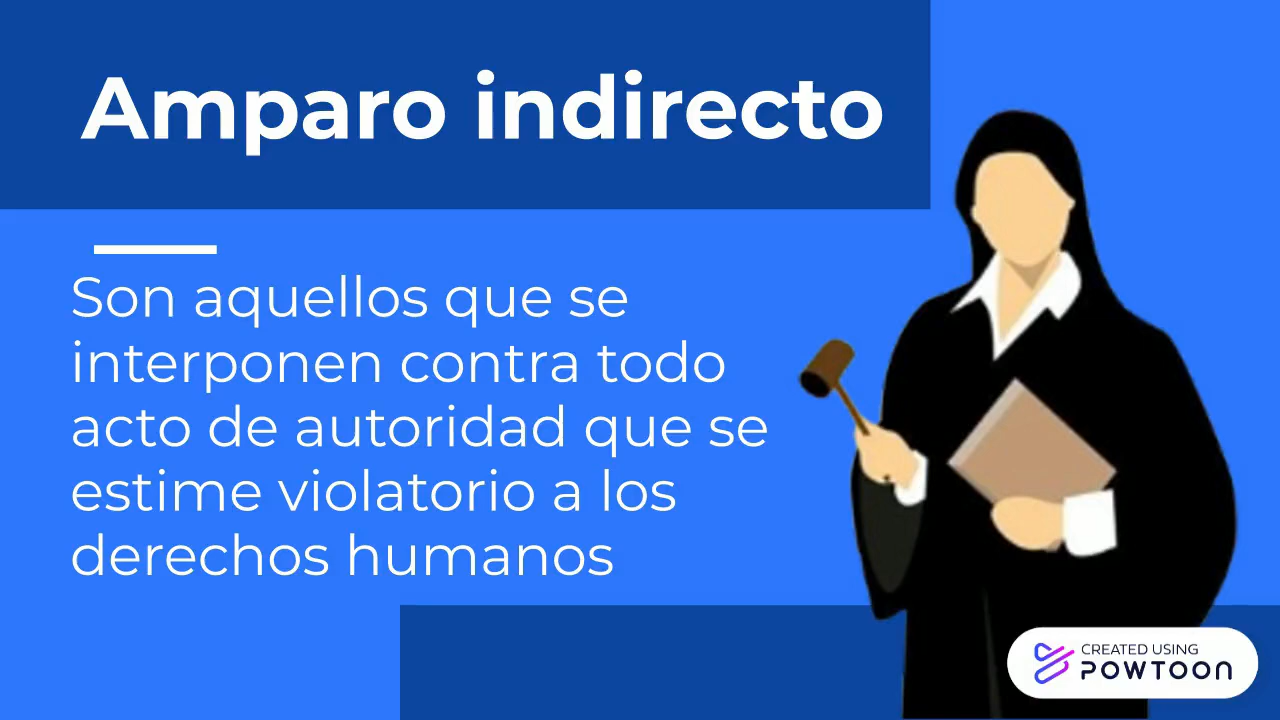 Amparo indirecto
Son aquellos que se
interponen contra todo
acto de autoridad que se
estime violatorio a los
derechos humanos
CREATED USING
POWTOON